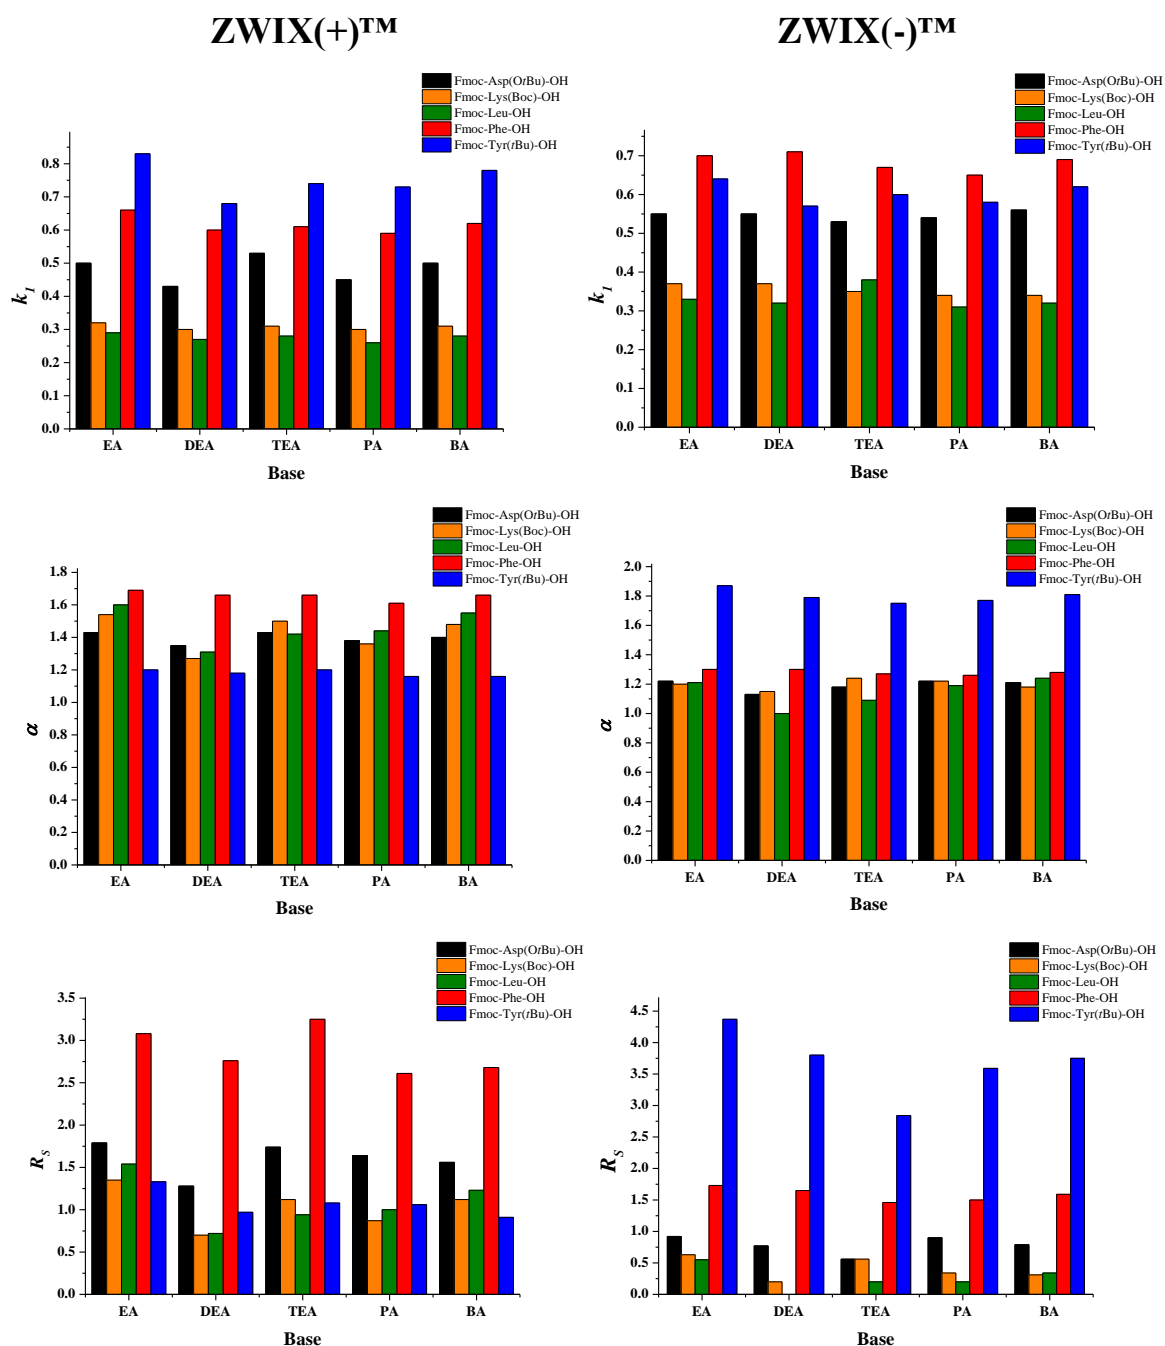 ZWIX(+)™
ZWIX(-)™
Fmoc-Asp(OtBu)-OH
Fmoc-Lys(Boc)-OH
Fmoc-Leu-OH
Fmoc-Phe-OH
Fmoc-Tyr(tBu)-OH
0.8
0.7
0.6
0.5
0.4
0.3
0.2
0.1
0.0
k1
EA DEA TEA PA BA
Base
Fmoc-Asp(OtBu)-OH
Fmoc-Lys(Boc)-OH
Fmoc-Leu-OH
Fmoc-Phe-OH
Fmoc-Tyr(tBu)-OH
0.7
0.6
0.5
0.4
0.3
0.2
0.1
0.0
k1
EA DEA TEA PA BA
Base
Fmoc-Asp(OtBu)-OH
Fmoc-Lys(Boc)-OH
Fmoc-Leu-OH
Fmoc-Phe-OH
Fmoc-Tyr(tBu)-OH
1.8
1.6
1.4
1.2
1.0
0.8
0.6
0.4
0.2
0.0
α
EA DEA TEA PA BA
Base
Fmoc-Asp(OtBu)-OH
Fmoc-Lys(Boc)-OH
Fmoc-Leu-OH
Fmoc-Phe-OH
Fmoc-Tyr(tBu)-OH
2.0
1.8
1.6
1.4
1.2
1.0
0.8
0.6
0.4
0.2
0.0
α
EA DEA TEA PA BA
Base
Fmoc-Asp(OtBu)-OH
Fmoc-Lys(Boc)-OH
Fmoc-Leu-OH
Fmoc-Phe-OH
Fmoc-Tyr(tBu)-OH
3.5
3.0
2.5
2.0
1.5
1.0
0.5
0.0
RS
EA DEA TEA PA BA
Base
Fmoc-Asp(OtBu)-OH
Fmoc-Lys(Boc)-OH
Fmoc-Leu-OH
Fmoc-Phe-OH
Fmoc-Tyr(tBu)-OH
4.5
4.0
3.5
3.0
2.5
2.0
1.5
1.0
0.5
0.0
RS
EA DEA TEA PA BA
Base